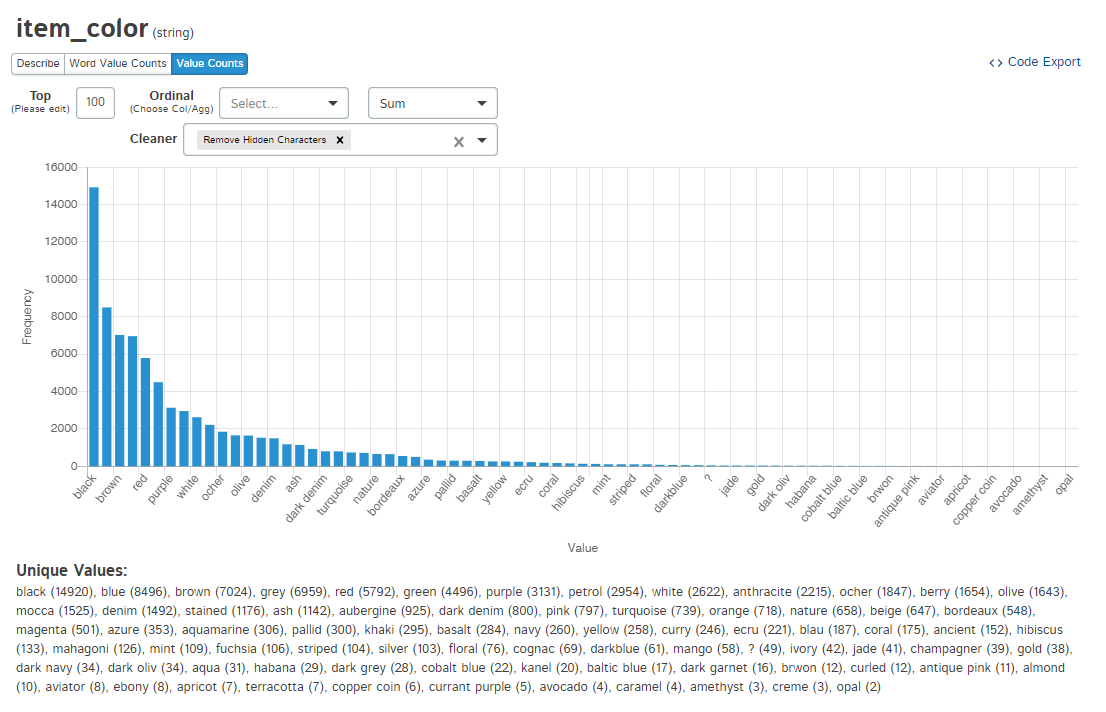 item_color (string)
Describe Word Value Counts Value Counts
<> Code Export
Top Ordinal
(Please edit) 100 (Choose Col/Agg) Select... Sum
Cleaner Remove Hidden Characters × ×
16000
14000
12000
10000
8000
6000
4000
2000
0
Frequency
black brown red purple white ocher olive denim ash dark denim turquoise nature bordeaux azure pallid basalt yellow ecru coral hibiscus mint striped floral darkblue ? jade gold dark oliv habana cobalt blue baltic blue brwon antique pink aviator apricot copper coin avocado amethyst opal
Value
Unique Values:
black (14920), blue (8496), brown (7024), grey (6959), red (5792), green (4496), purple (3131), petrol (2954), white (2622), anthracite (2215), ocher (1847), berry (1654), olive (1643),
mocca (1525), denim (1492), stained (1176), ash (1142), aubergine (925), dark denim (800), pink (797), turquoise (739), orange (718), nature (658), beige (647), bordeaux (548),
magenta (501), azure (353), aquamarine (306), pallid (300), khaki (295), basalt (284), navy (260), yellow (258), curry (246), ecru (221), blau (187), coral (175), ancient (152), hibiscus
(133), mahagoni (126), mint (109), fuchsia (106), striped (104), silver (103), floral (76), cognac (69), darkblue (61), mango (58), ? (49), ivory (42), jade (41), champagner (39), gold (38),
dark navy (34), dark oliv (34), aqua (31), habana (29), dark grey (28), cobalt blue (22), kanel (20), baltic blue (17), dark garnet (16), brwon (12), curled (12), antique pink (11), almond
(10), aviator (8), ebony (8), apricot (7), terracotta (7), copper coin (6), currant purple (5), avocado (4), caramel (4), amethyst (3), creme (3), opal (2)